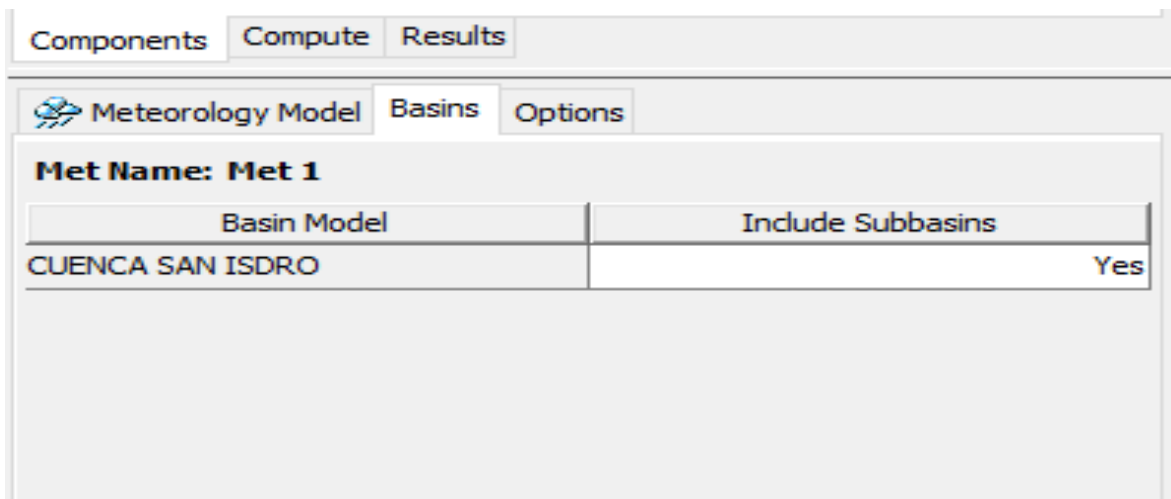 Components Compute Results
Meteorology Model Basins Options
Met Name: Met 1
Basin Model Include Subbasins
CUENCA SAN ISDRO Yes